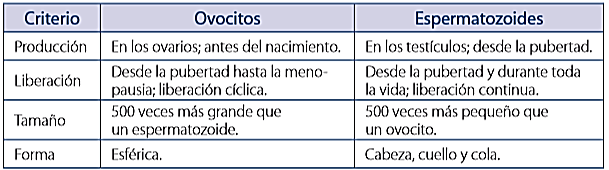 Criterio Ovocitos Espermatozoides
Producción En los ovarios; antes del nacimiento. En los testículos; desde la pubertad.
Liberación Desde la pubertad hasta la meno-
pausia; liberación cíclica. Desde la pubertad y durante toda
la vida; liberación continua.
Tamaño 500 veces más grande que
un espermatozoide. 500 veces más pequeño que
un ovocito.
Forma Esférica. Cabeza, cuello y cola.